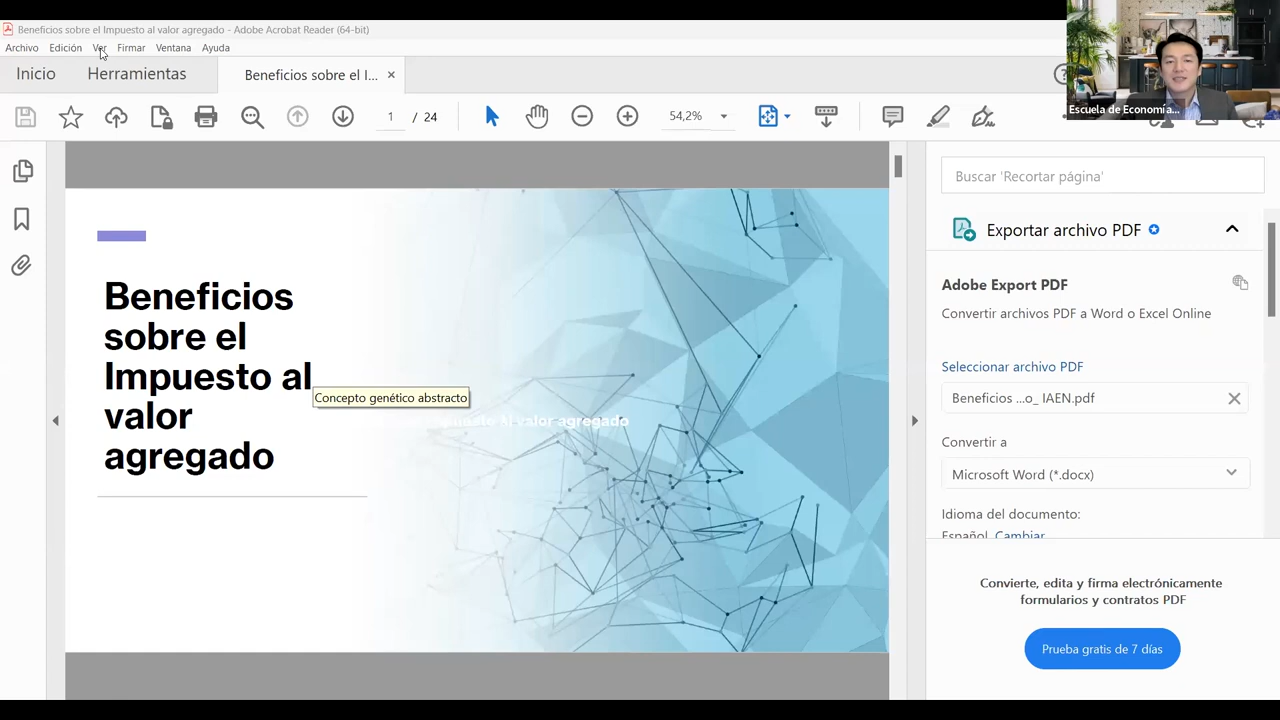 Beneficios sobre el Impuesto al valor agregado - Adobe Acrobat Reader (64-bit)
Archivo Edición Ver Firmar Ventana Ayuda
Inicio Herramientas Beneficios sobre el I... ×
1 / 24 54,2%
Escuela de Economía...
Buscar 'Recortar página'
Exportar archivo PDF
Adobe Export PDF
Convertir archivos PDF a Word o Excel Online
Seleccionar archivo PDF
Beneficios ...o_ IAEN.pdf
Convertir a
Microsoft Word (*.docx)
Idioma del documento:
Español Cambiar
Convierte, edita y firma electrónicamente
formularios y contratos PDF
Prueba gratis de 7 días
Beneficios
sobre el
Impuesto al
valor
agregado
Concepto genético abstracto
Al valor agregado